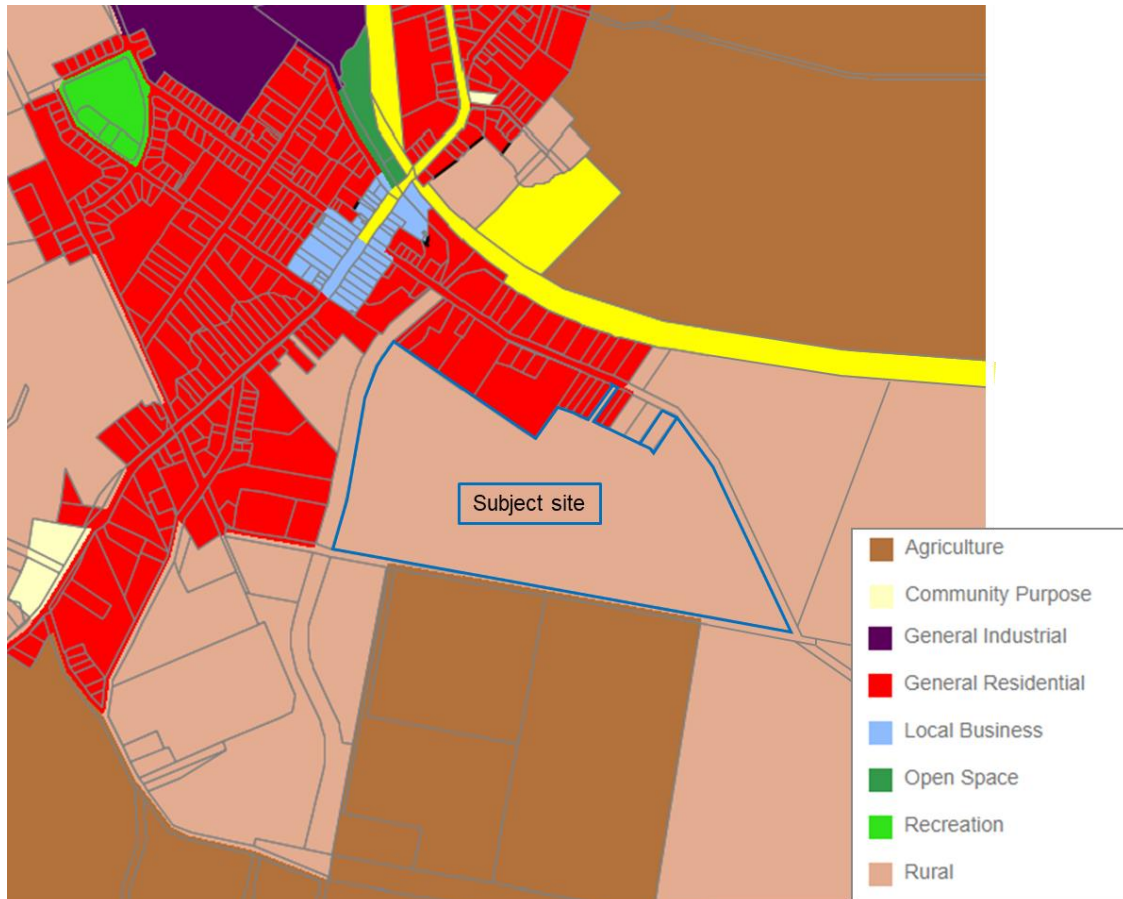 Subject site
Agriculture
Community Purpose
General Industrial
General Residential
Local Business
Open Space
Recreation
Rural